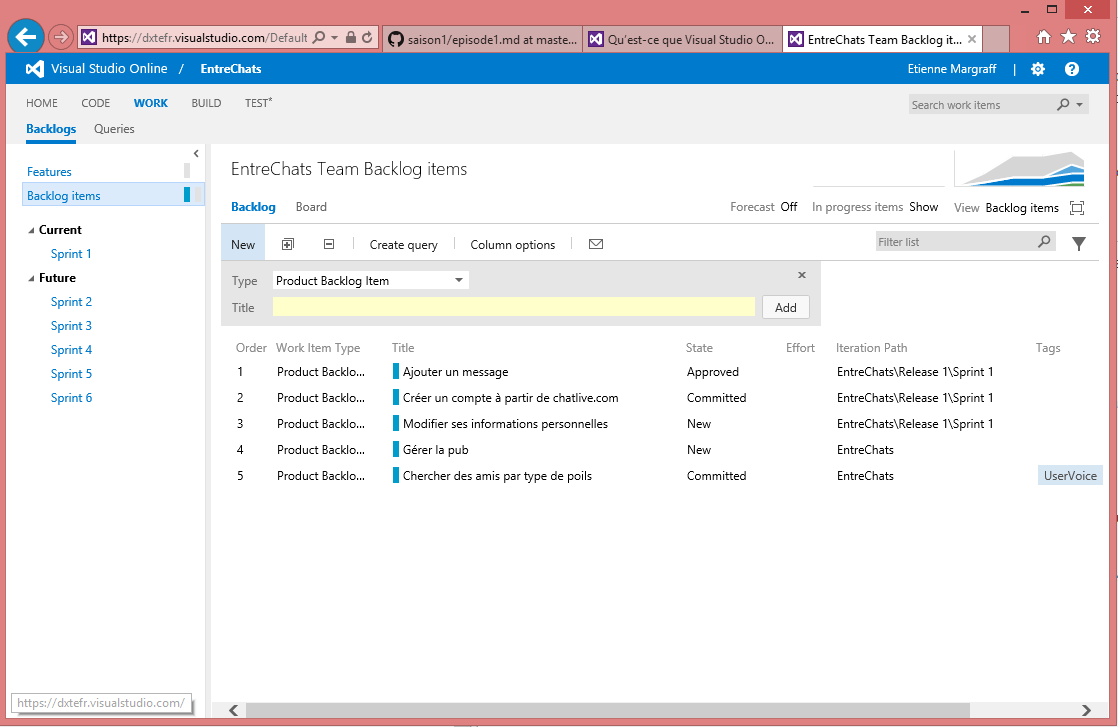 https://dxtefr.visualstudio.com/Default
saison1/episode1.md at maste...
Qu'est-ce que Visual Studio O...
EntreChats Team Backlog it...
Visual Studio Online / EntreChats
Etienne Margraff |
HOME CODE WORK BUILD TEST*
Search work items
Backlogs Queries
Features
Backlog items
Current
Sprint 1
Future
Sprint 2
Sprint 3
Sprint 4
Sprint 5
Sprint 6
EntreChats Team Backlog items
Backlog Board
Forecast Off In progress items Show View Backlog items
New Create query Column options
Filter list
Type Product Backlog Item
Title Add
Order Work Item Type Title State Effort Iteration Path Tags
1 Product Backlo... Ajouter un message Approved EntreChats\Release 1\Sprint 1
2 Product Backlo... Créer un compte à partir de chatlive.com Committed EntreChats\Release 1\Sprint 1
3 Product Backlo... Modifier ses informations personnelles New EntreChats\Release 1\Sprint 1
4 Product Backlo... Gérer la pub New EntreChats
5 Product Backlo... Chercher des amis par type de poils Committed EntreChats UserVoice
https://dxtefr.visualstudio.com/